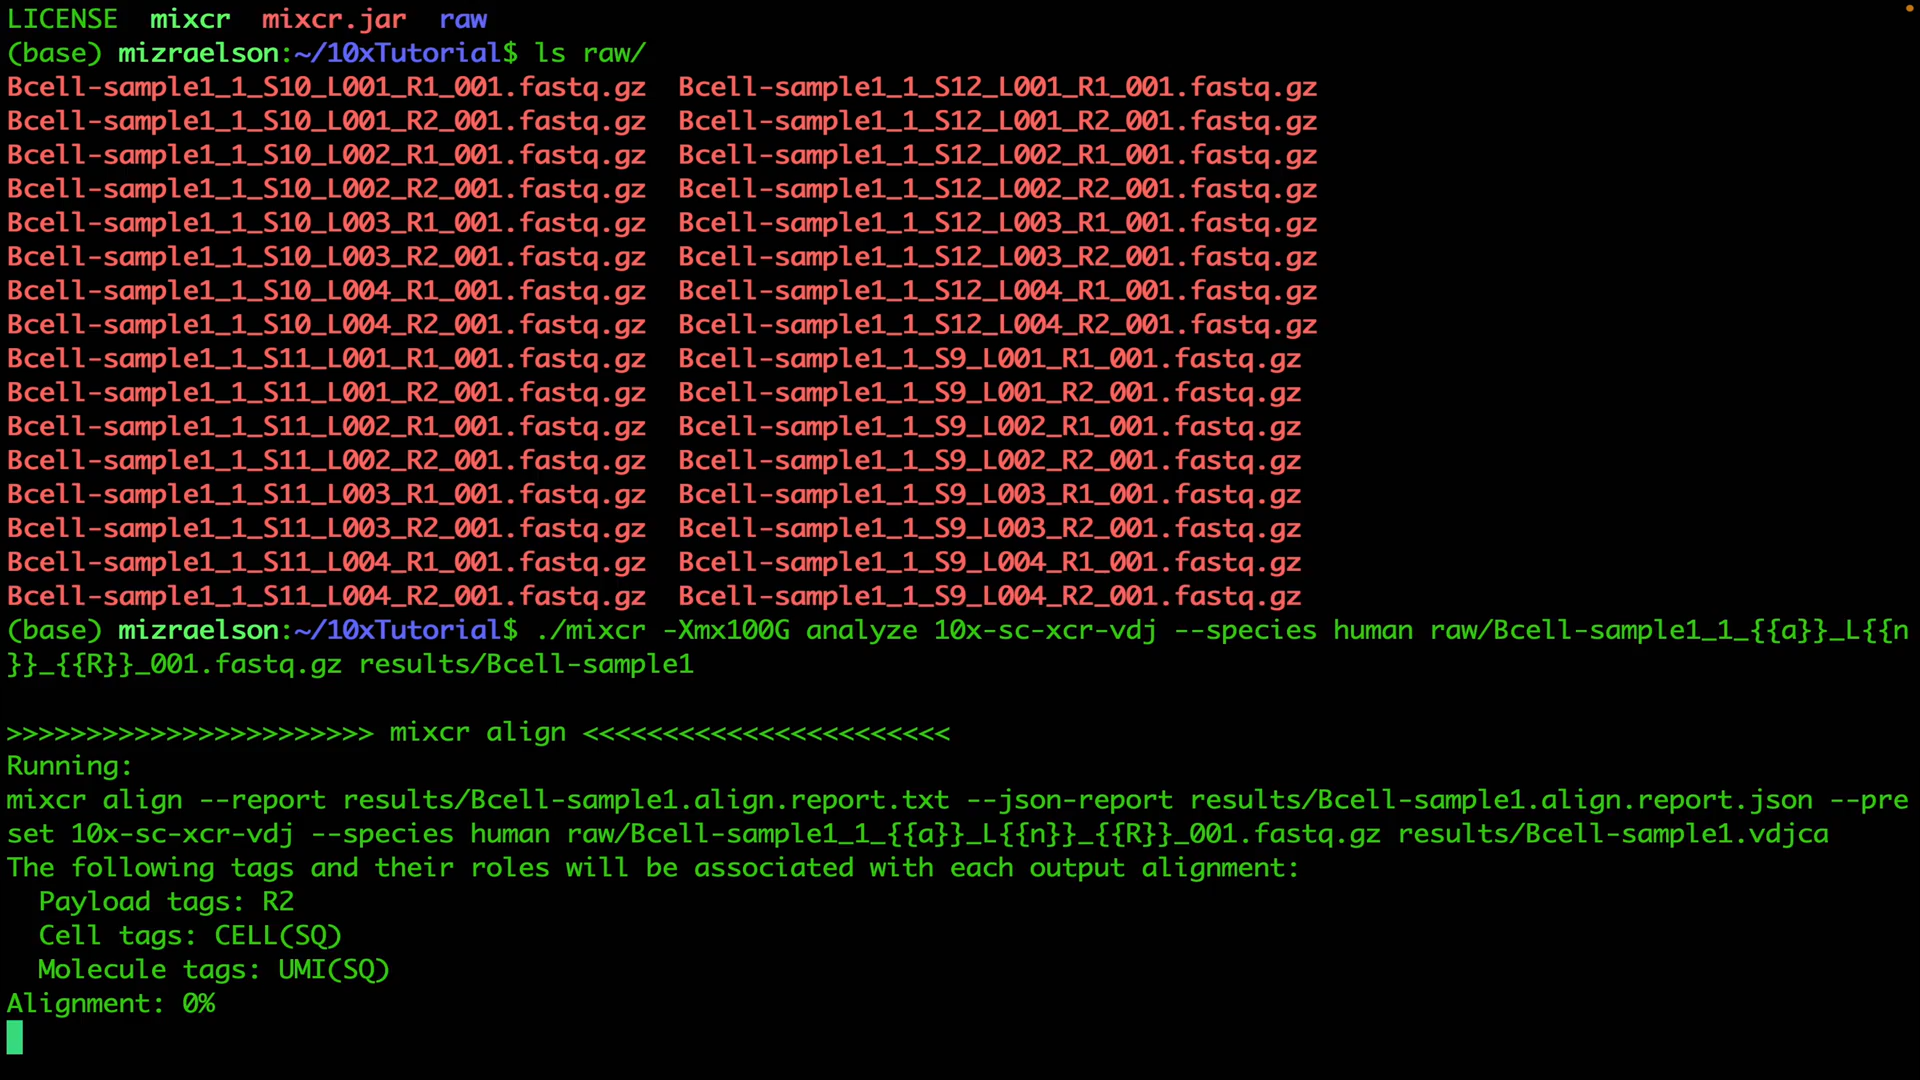 LICENSE  mixcr  mixcr.jar  raw
(base) mizraelson:~/10xTutorial$ ls raw/
Bcell-sample1_1_S10_L001_R1_001.fastq.gz  Bcell-sample1_1_S12_L001_R1_001.fastq.gz
Bcell-sample1_1_S10_L001_R2_001.fastq.gz  Bcell-sample1_1_S12_L001_R2_001.fastq.gz
Bcell-sample1_1_S10_L002_R1_001.fastq.gz  Bcell-sample1_1_S12_L002_R1_001.fastq.gz
Bcell-sample1_1_S10_L002_R2_001.fastq.gz  Bcell-sample1_1_S12_L002_R2_001.fastq.gz
Bcell-sample1_1_S10_L003_R1_001.fastq.gz  Bcell-sample1_1_S12_L003_R1_001.fastq.gz
Bcell-sample1_1_S10_L003_R2_001.fastq.gz  Bcell-sample1_1_S12_L003_R2_001.fastq.gz
Bcell-sample1_1_S10_L004_R1_001.fastq.gz  Bcell-sample1_1_S12_L004_R1_001.fastq.gz
Bcell-sample1_1_S10_L004_R2_001.fastq.gz  Bcell-sample1_1_S12_L004_R2_001.fastq.gz
Bcell-sample1_1_S11_L001_R1_001.fastq.gz  Bcell-sample1_1_S9_L001_R1_001.fastq.gz
Bcell-sample1_1_S11_L001_R2_001.fastq.gz  Bcell-sample1_1_S9_L001_R2_001.fastq.gz
Bcell-sample1_1_S11_L002_R1_001.fastq.gz  Bcell-sample1_1_S9_L002_R1_001.fastq.gz
Bcell-sample1_1_S11_L002_R2_001.fastq.gz  Bcell-sample1_1_S9_L002_R2_001.fastq.gz
Bcell-sample1_1_S11_L003_R1_001.fastq.gz  Bcell-sample1_1_S9_L003_R1_001.fastq.gz
Bcell-sample1_1_S11_L003_R2_001.fastq.gz  Bcell-sample1_1_S9_L003_R2_001.fastq.gz
Bcell-sample1_1_S11_L004_R1_001.fastq.gz  Bcell-sample1_1_S9_L004_R1_001.fastq.gz
Bcell-sample1_1_S11_L004_R2_001.fastq.gz  Bcell-sample1_1_S9_L004_R2_001.fastq.gz
(base) mizraelson:~/10xTutorial$ ./mixcr -Xmx100G analyze 10x-sc-xcr-vdj --species human raw/Bcell-sample1_1_{{a}}_L{{n
}}_{{R}}_001.fastq.gz results/Bcell-sample1
>>>>>>>>>>>>>>>>>>>>>>> mixcr align <<<<<<<<<<<<<<<<<<<<<<<
Running:
mixcr align --report results/Bcell-sample1.align.report.txt --json-report results/Bcell-sample1.align.report.json --pre
set 10x-sc-xcr-vdj --species human raw/Bcell-sample1_1_{{a}}_L{{n}}_{{R}}_001.fastq.gz results/Bcell-sample1.vdjca
The following tags and their roles will be associated with each output alignment:
  Payload tags: R2
  Cell tags: CELL(SQ)
  Molecule tags: UMI(SQ)
Alignment: 0%